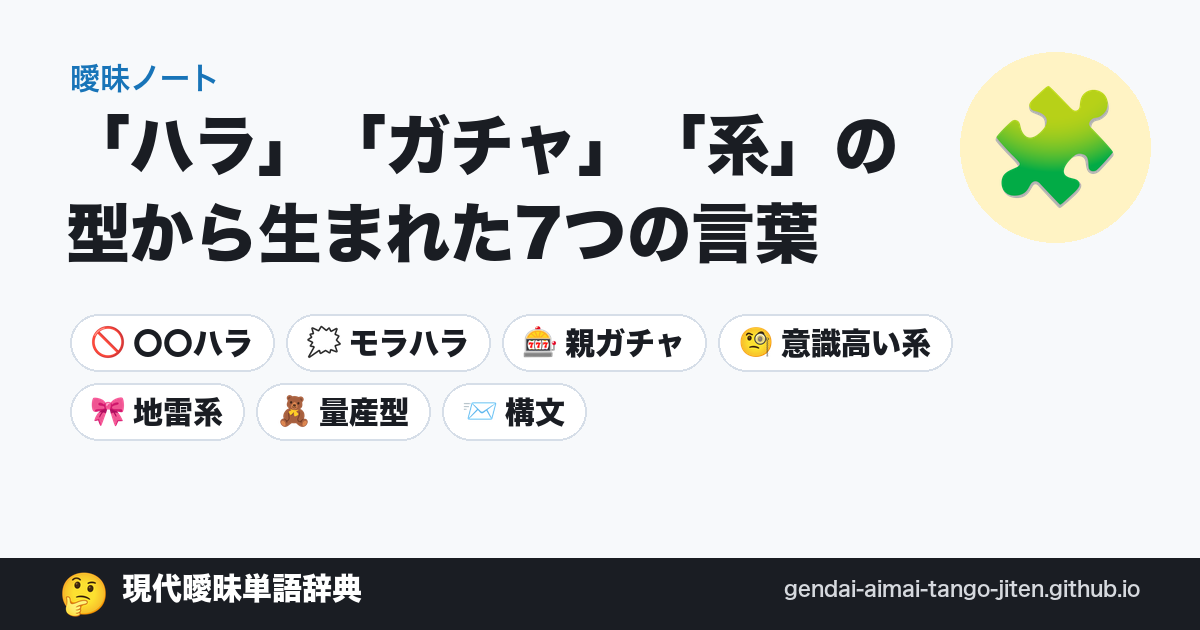 曖昧ノート
「ハラ」「ガチャ」「系」の
型から生まれた7つの言葉
〇〇ハラ
モラハラ
親ガチャ
意識高い系
地雷系
量産型
構文
現代曖昧単語辞典
gendai-aimai-tango-jiten.github.io